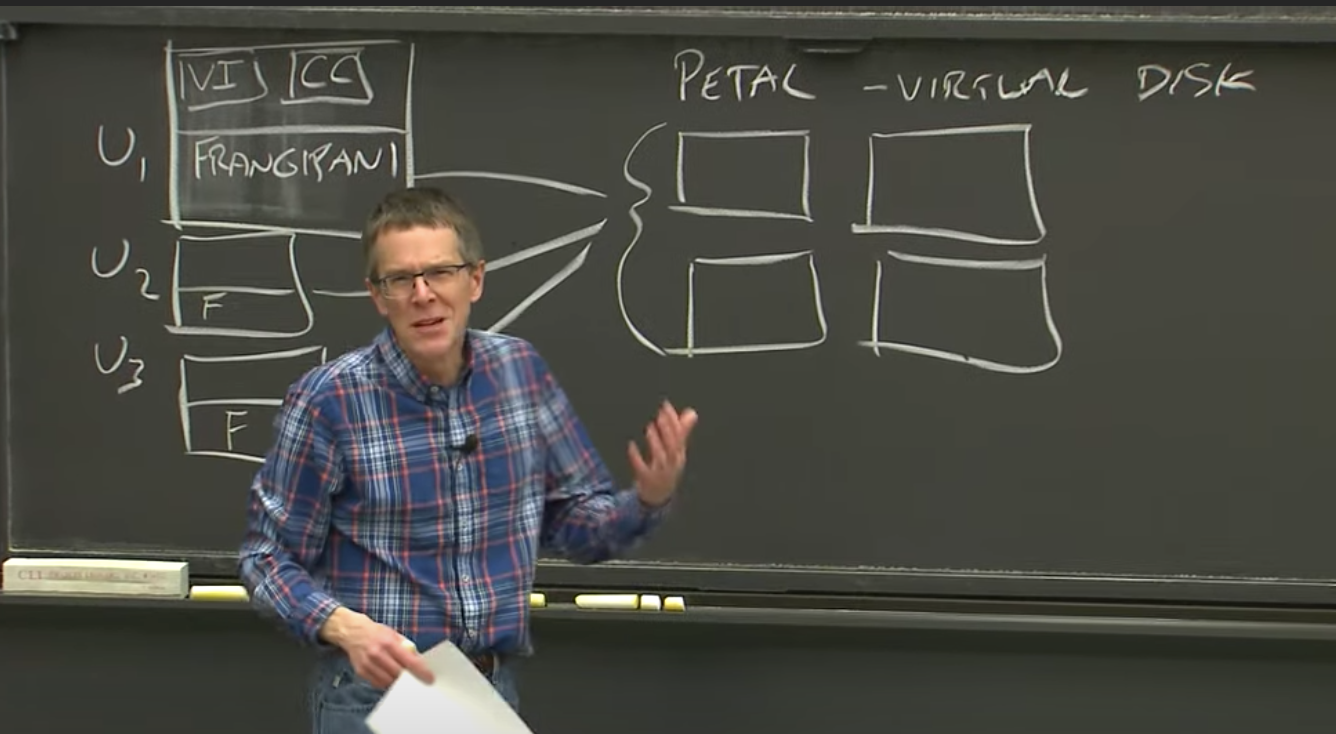 VI CC
PETAL - VIRTUAL DISK
U1
FRANGIPANI
U2
F
U3
F